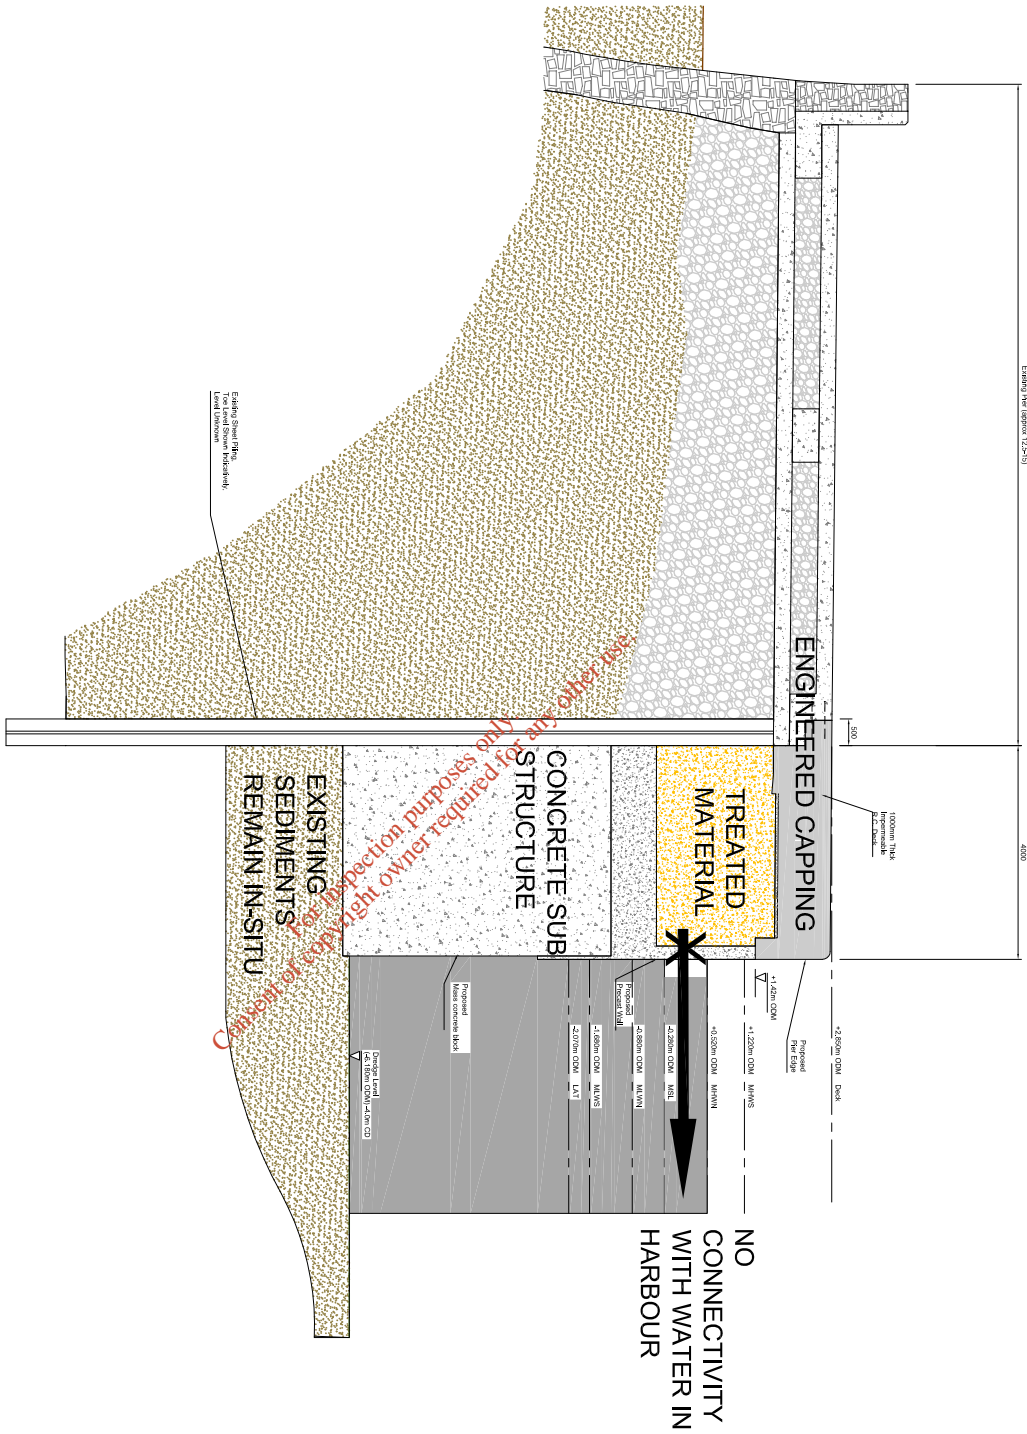 Existing Pier (approx 12.5-15)
4000
500
+2.850m ODM Deck
Proposed
Pier Edge
1000mm Thick
Impermeable
R.C. Deck
ENGINEERED CAPPING
+1.42m ODM
+1.220m ODM MHWS
NO
CONNECTIVITY
WITH WATER IN
HARBOUR
TREATED
MATERIAL
+0.520m ODM MHWN
-0.280m ODM MSL
-0.880m ODM MLWN
Proposed
Precast Wall
-1.680m ODM MLWS
-2.070m ODM LAT
CONCRETE SUB
STRUCTURE
Proposed
Mass concrete block
Dredge Level
(-6.180m ODM)-4.0m CD
EXISTING
SEDIMENTS
REMAIN IN-SITU
Existing Sheet Piling,
Toe Level Shown Indicatively,
Level Unknown
For inspection purposes only.
Consent of copyright owner required for any other use.